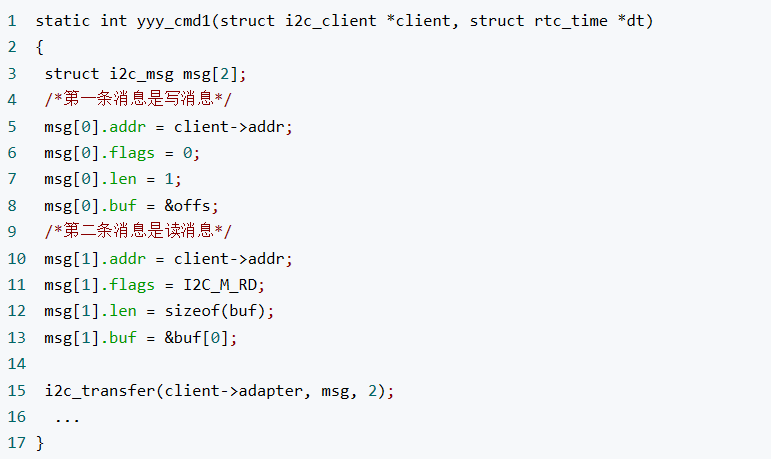 1 static int yyy_cmd1(struct i2c_client *client, struct rtc_time *dt)
2 {
3 struct i2c_msg msg[2];
4 /*第一条消息是写消息*/
5 msg[0].addr = client->addr;
6 msg[0].flags = 0;
7 msg[0].len = 1;
8 msg[0].buf = &offs;
9 /*第二条消息是读消息*/
10 msg[1].addr = client->addr;
11 msg[1].flags = I2C_M_RD;
12 msg[1].len = sizeof(buf);
13 msg[1].buf = &buf[0];
14
15 i2c_transfer(client->adapter, msg, 2);
16 ...
17 }